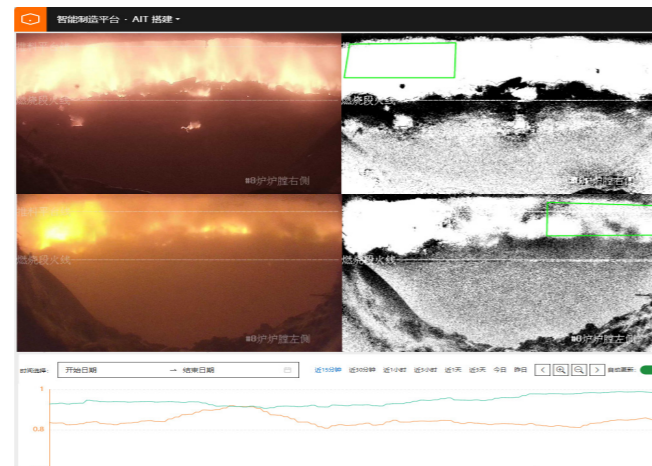 智能制造平台 · AIT 搭建
燃烧段火线
燃烧段火线
炉炉膛右侧
炉炉膛右侧
燃烧段火线
燃烧段火线
炉炉膛左侧
炉炉膛左侧
时间选择: 开始日期 → 结束日期 近15分钟 近30分钟 近1小时 近3小时 近1天 近3天 今日 昨日 自动更新:
1
0.8